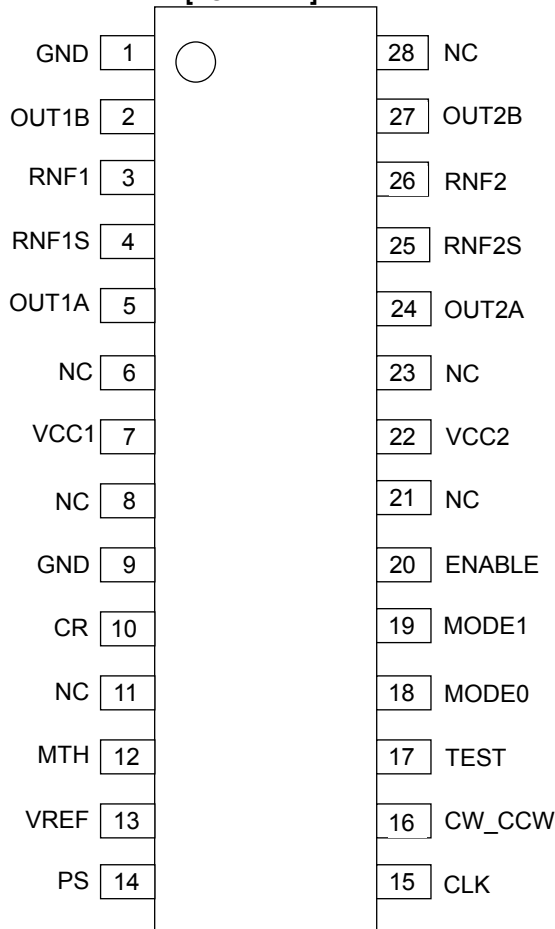 GND 1 28 NC
OUT1B 2 27 OUT2B
RNF1 3 26 RNF2
RNF1S 4 25 RNF2S
OUT1A 5 24 OUT2A
NC 6 23 NC
VCC1 7 22 VCC2
NC 8 21 NC
GND 9 20 ENABLE
CR 10 19 MODE1
NC 11 18 MODE0
MTH 12 17 TEST
VREF 13 16 CW_CCW
PS 14 15 CLK